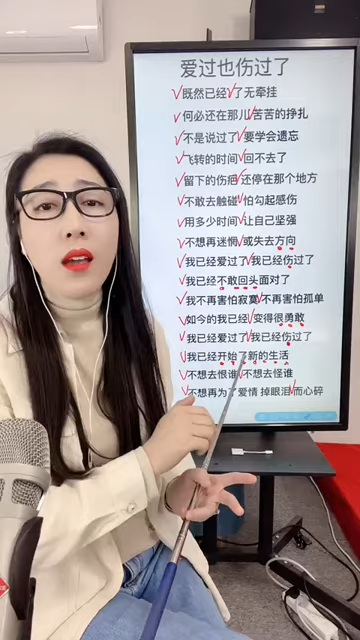 爱过也伤过了
既然已经了无牵挂
何必还在那儿苦苦的挣扎
不是说过了要学会遗忘
飞转的时间回不去了
留下的伤疤还停在那个地方
不敢去触碰怕勾起感伤
用多少时间让自己坚强
不想再迷惘或失去方向
我已经爱过了我已经伤过了
我已经不敢回头面对了
我不再害怕寂寞不再害怕孤单
如今的我已经变得很勇敢
我已经爱过了我已经伤过了
我已经开始了新的生活
不想去恨谁不想去怪谁
不想再为了爱情 掉眼泪而心碎